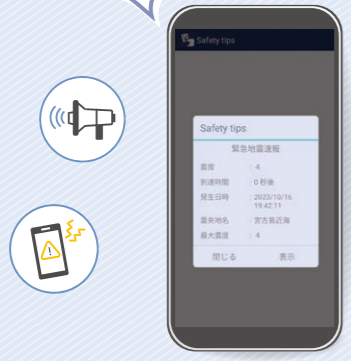 Safety tips
Safety tips
緊急地震速報
震度 : 4
到達時間 : 0 秒後
発生日時 : 2023/10/16
19:42:11
震央地名 : 宮古島近海
最大震度 : 4
閉じる 表示